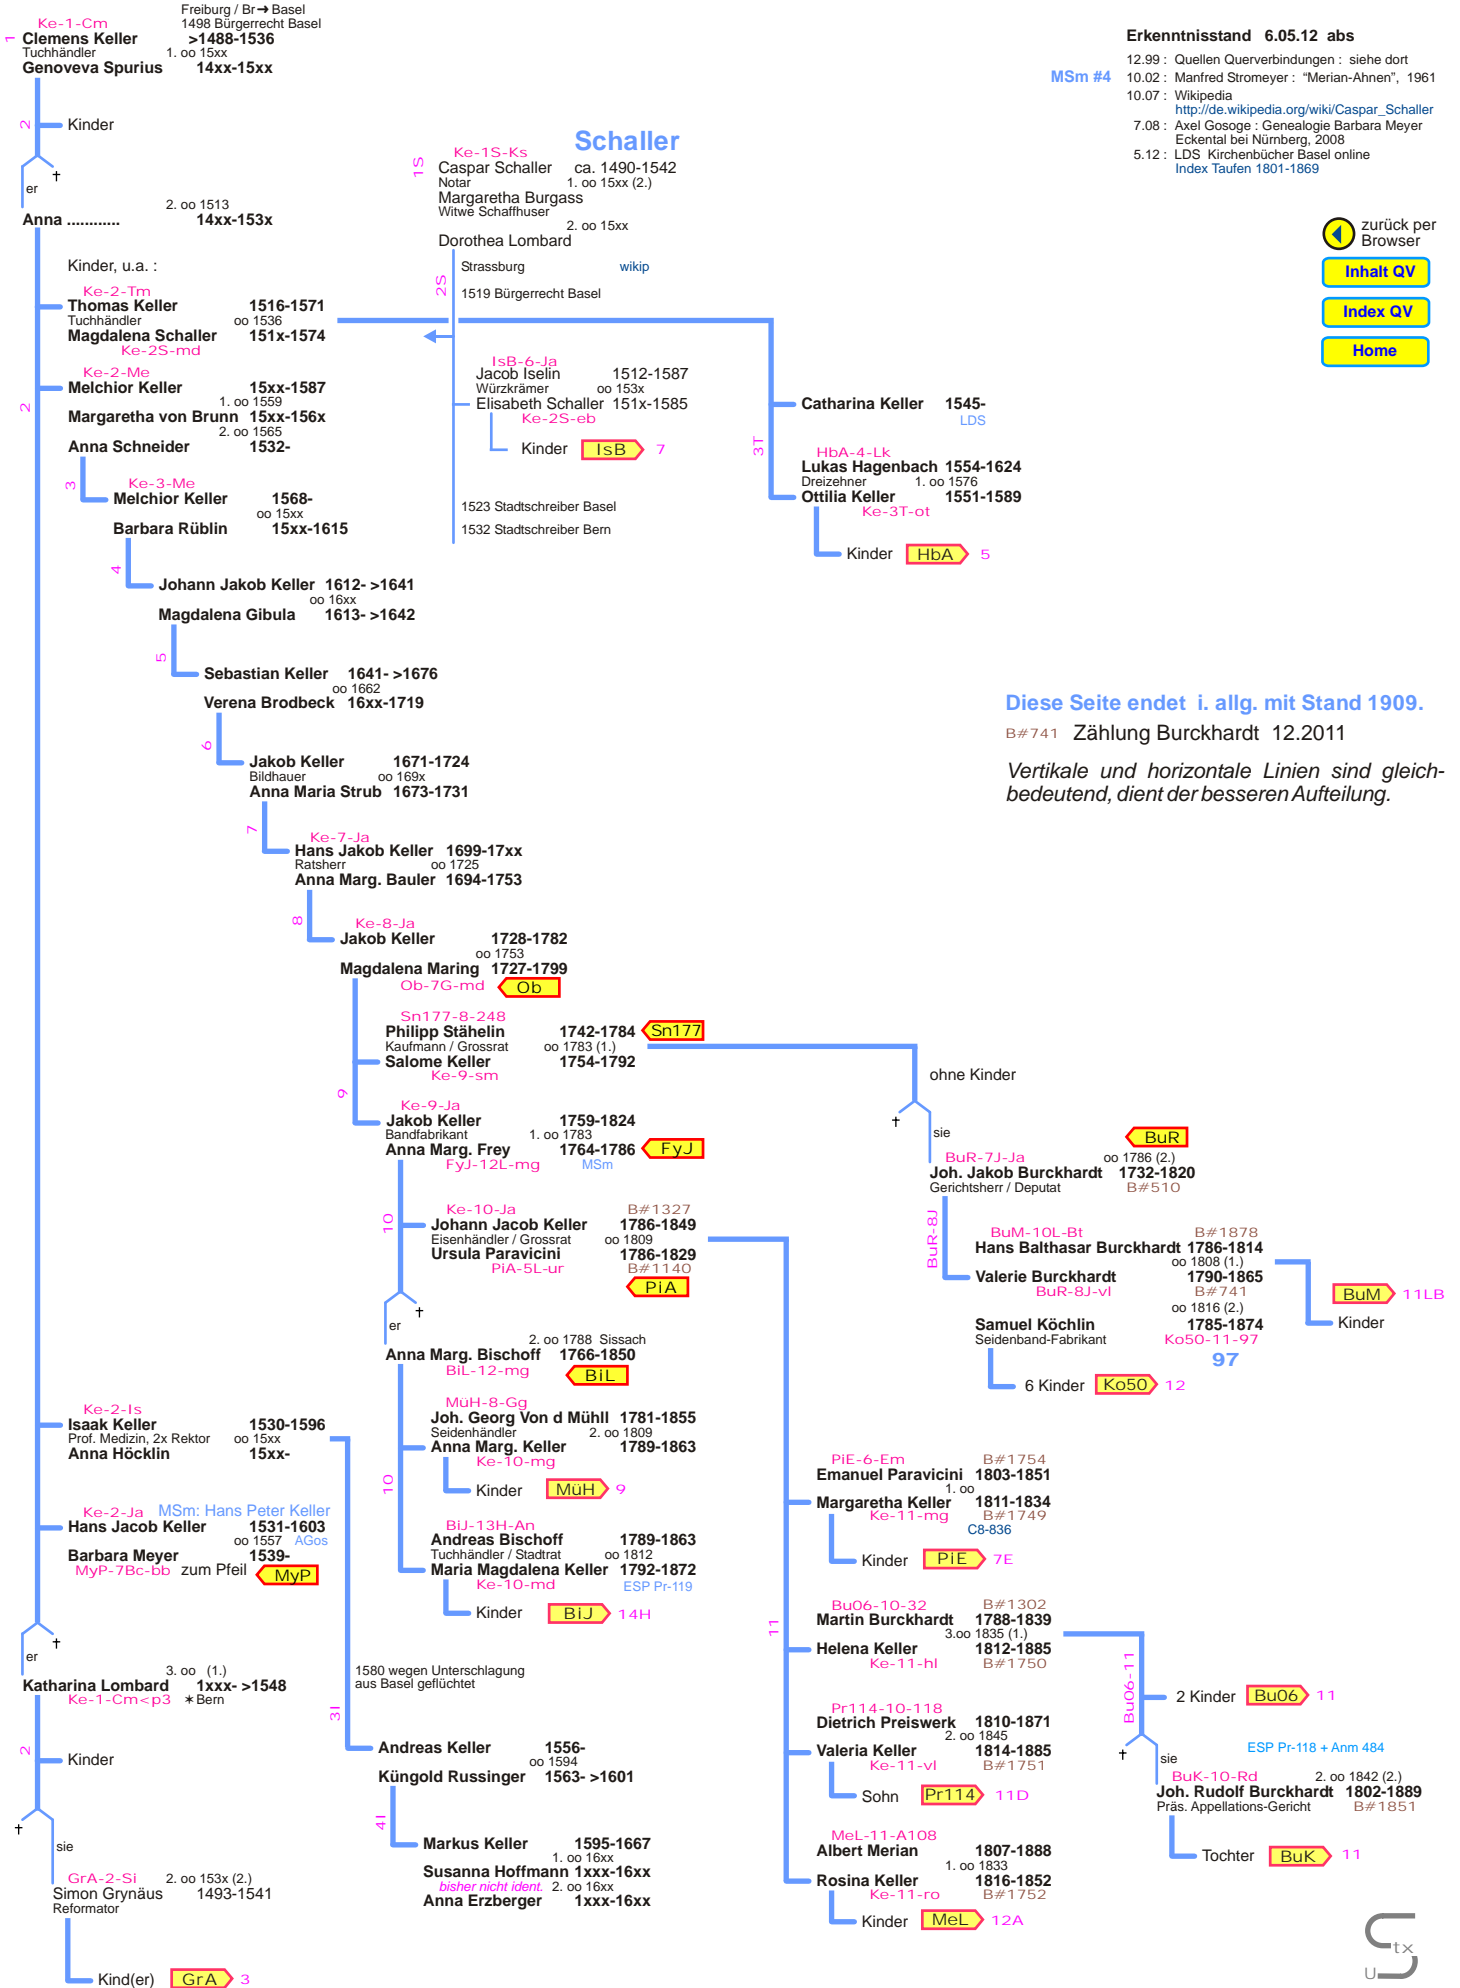 Freiburg / Br➔Basel
Ke-1-Cm
1498 Bürgerrecht Basel
1
Clemens Keller >1488-1536
Tuchhändler 1. oo 15xx
Genoveva Spurius 14xx-15xx
2
Kinder
†
er
2. oo 1513
Anna ............ 14xx-153x
Kinder, u.a. :
Ke-2-Tm
Thomas Keller 1516-1571
Tuchhändler oo 1536
Magdalena Schaller 151x-1574
Ke-2S-md
2
Ke-2-Me
Melchior Keller 15xx-1587
1. oo 1559
Margaretha von Brunn 15xx-156x
2. oo 1565
Anna Schneider 1532-
3
Ke-3-Me
Melchior Keller 1568-
oo 15xx
Barbara Rüblin 15xx-1615
4
Johann Jakob Keller 1612- >1641
oo 16xx
Magdalena Gibula 1613- >1642
5
Sebastian Keller 1641- >1676
oo 1662
Verena Brodbeck 16xx-1719
6
Jakob Keller 1671-1724
Bildhauer oo 169x
Anna Maria Strub 1673-1731
7
Ke-7-Ja
Hans Jakob Keller 1699-17xx
Ratsherr oo 1725
Anna Marg. Bauler 1694-1753
8
Ke-8-Ja
Jakob Keller 1728-1782
oo 1753
Magdalena Maring 1727-1799
Ob-7G-md Ob
Schaller
Ke-1S-Ks
1S
Caspar Schaller ca. 1490-1542
Notar 1. oo 15xx (2.)
Margaretha Burgass
Witwe Schaffhuser
2. oo 15xx
Dorothea Lombard
2S
Strassburg wikip
1519 Bürgerrecht Basel
IsB-6-Ja
Jacob Iselin 1512-1587
Würzkrämer oo 153x
Elisabeth Schaller 151x-1585
Ke-2S-eb
Kinder IsB 7
1523 Stadtschreiber Basel
1532 Stadtschreiber Bern
3T
Catharina Keller 1545-
LDS
HbA-4-Lk
Lukas Hagenbach 1554-1624
Dreizehner 1. oo 1576
Ottilia Keller 1551-1589
Ke-3T-ot
Kinder HbA 5
Erkenntnisstand 6.05.12 abs
12.99 : Quellen Querverbindungen : siehe dort
MSm #4 10.02 : Manfred Stromeyer : “Merian-Ahnen”, 1961
10.07 : Wikipedia
http://de.wikipedia.org/wiki/Caspar_Schaller
7.08 : Axel Gosoge : Genealogie Barbara Meyer
Eckental bei Nürnberg, 2008
5.12 : LDS Kirchenbücher Basel online
Index Taufen 1801-1869
zurück per
Browser
Inhalt QV
Index QV
Home
Diese Seite endet i. allg. mit Stand 1909.
B#741 Zählung Burckhardt 12.2011
Vertikale und horizontale Linien sind gleich-
bedeutend, dient der besseren Aufteilung.
9
Sn177-8-248
Philipp Stähelin 1742-1784 Sn177
Kaufmann / Grossrat oo 1783 (1.)
Salome Keller 1754-1792
Ke-9-sm
Ke-9-Ja
Jakob Keller 1759-1824
Bandfabrikant 1. oo 1783
Anna Marg. Frey 1764-1786 FyJ
FyJ-12L-mg MSm
10
Ke-10-Ja B#1327
Johann Jacob Keller 1786-1849
Eisenhändler / Grossrat oo 1809
Ursula Paravicini 1786-1829
PiA-5L-ur B#1140
PiA
†
er
2. oo 1788 Sissach
Anna Marg. Bischoff 1766-1850
BiL-12-mg BiL
10
MüH-8-Gg
Joh. Georg Von d Mühll 1781-1855
Seidenhändler 2. oo 1809
Anna Marg. Keller 1789-1863
Ke-10-mg
Kinder MüH 9
BiJ-13H-An
Andreas Bischoff 1789-1863
Tuchhändler / Stadtrat oo 1812
Maria Magdalena Keller 1792-1872
Ke-10-md ESP Pr-119
Kinder BiJ 14H
ohne Kinder
†
sie
BuR
BuR-7J-Ja oo 1786 (2.)
Joh. Jakob Burckhardt 1732-1820
Gerichtsherr / Deputat B#510
BuR-8J
BuM-10L-Bt B#1878
Hans Balthasar Burckhardt 1786-1814
oo 1808 (1.)
Valerie Burckhardt 1790-1865
BuR-8J-vl B#741
oo 1816 (2.)
Samuel Köchlin 1785-1874
Seidenband-Fabrikant Ko50-11-97
97
6 Kinder Ko50 12
BuM 11LB
Kinder
Ke-2-Is
Isaak Keller 1530-1596
Prof. Medizin, 2x Rektor oo 15xx
Anna Höcklin 15xx-
Ke-2-Ja MSm: Hans Peter Keller
Hans Jacob Keller 1531-1603
oo 1557 AGos
Barbara Meyer 1539-
MyP-7Bc-bb zum Pfeil MyP
†
er
3. oo (1.)
Katharina Lombard 1xxx- >1548
Ke-1-Cm<p3 ✶Bern
2
Kinder
†
sie
GrA-2-Si 2. oo 153x (2.)
Simon Grynäus 1493-1541
Reformator
Kind(er) GrA 3
1580 wegen Unterschlagung
aus Basel geflüchtet
3I
Andreas Keller 1556-
oo 1594
Küngold Russinger 1563- >1601
4I
Markus Keller 1595-1667
1. oo 16xx
Susanna Hoffmann 1xxx-16xx
bisher nicht ident. 2. oo 16xx
Anna Erzberger 1xxx-16xx
11
PiE-6-Em B#1754
Emanuel Paravicini 1803-1851
1. oo
Margaretha Keller 1811-1834
Ke-11-mg B#1749
C8-836
Kinder PiE 7E
Bu06-10-32 B#1302
Martin Burckhardt 1788-1839
3.oo 1835 (1.)
Helena Keller 1812-1885
Ke-11-hl B#1750
Pr114-10-118
Dietrich Preiswerk 1810-1871
2. oo 1845
Valeria Keller 1814-1885
Ke-11-vl B#1751
Sohn Pr114 11D
MeL-11-A108
Albert Merian 1807-1888
1. oo 1833
Rosina Keller 1816-1852
Ke-11-ro B#1752
Kinder MeL 12A
Bu06-11
2 Kinder Bu06 11
†
sie
ESP Pr-118 + Anm 484
BuK-10-Rd 2. oo 1842 (2.)
Joh. Rudolf Burckhardt 1802-1889
Präs. Appellations-Gericht B#1851
Tochter BuK 11
Stx
U